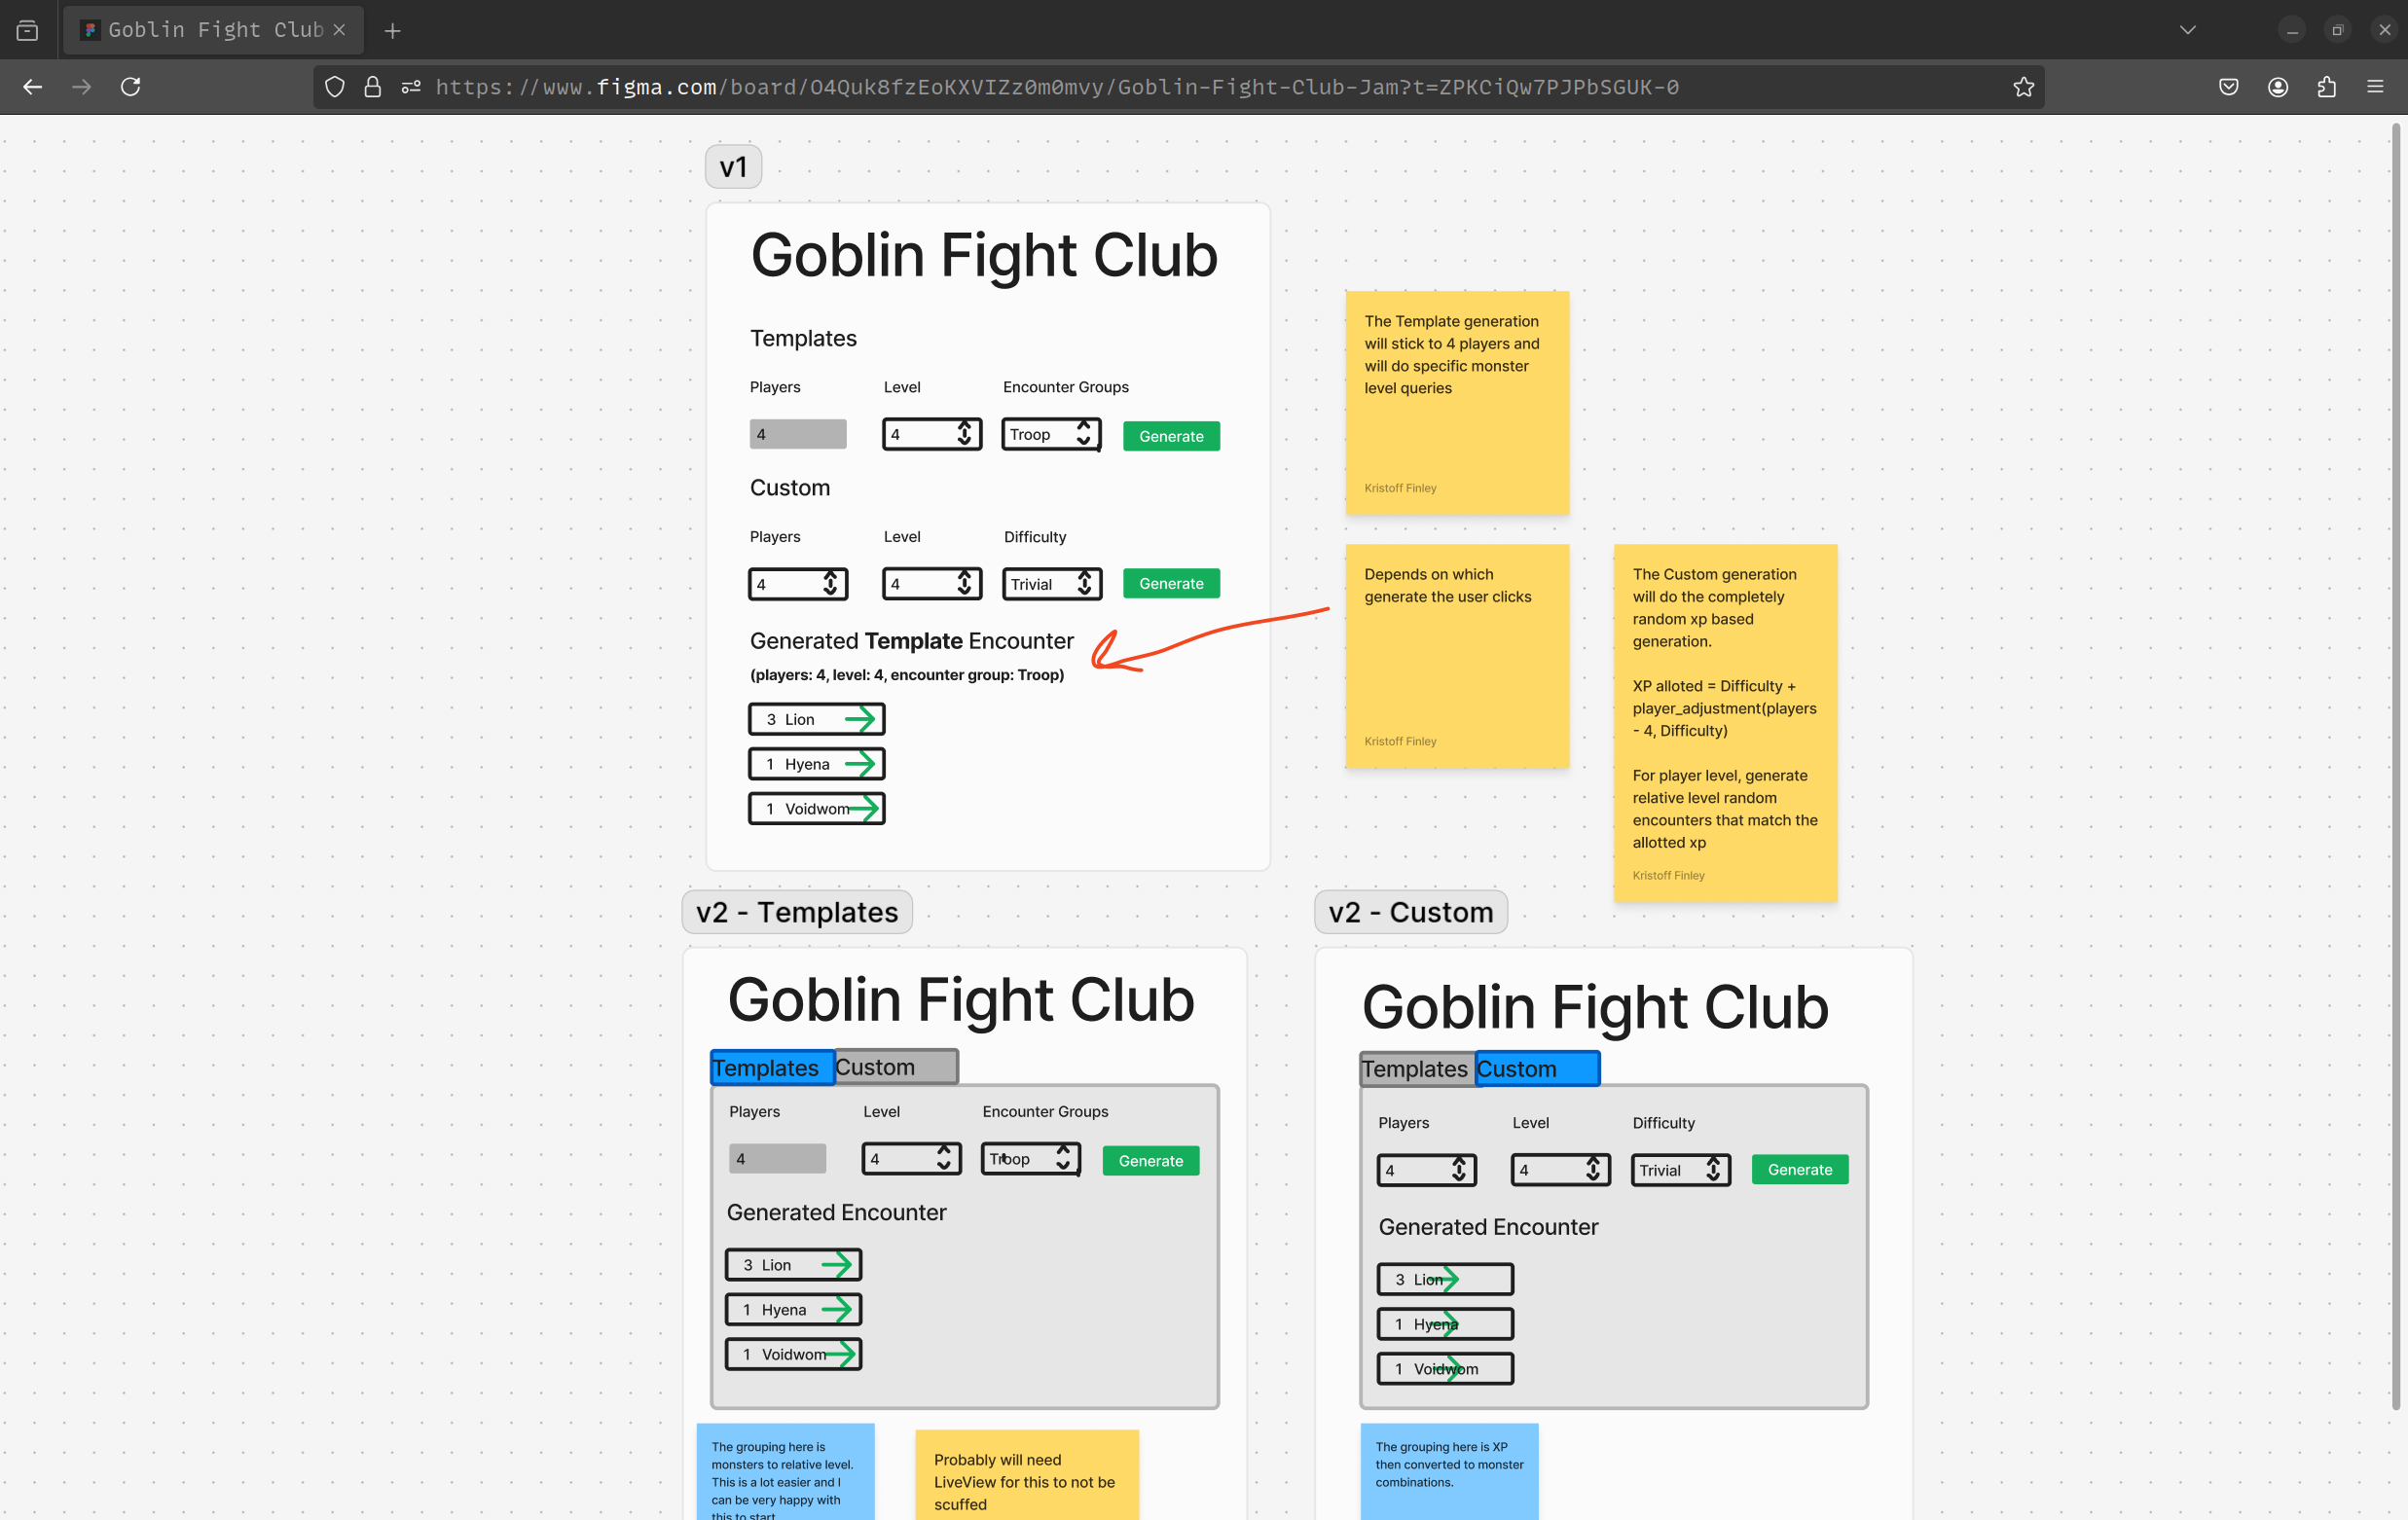 Goblin Fight Club
https://www.figma.com/board/O4Quk8fzEoKXVIZz0m0mvy/Goblin-Fight-Club-Jam?t=ZPKCiQw7PJPbSGUK-0
v1
Goblin Fight Club
Templates
Players Level Encounter Groups
4 4 Troop Generate
Custom
Players Level Difficulty
4 4 Trivial Generate
Generated Template Encounter
(players: 4, level: 4, encounter group: Troop)
3 Lion
1 Hyena
1 Voidwom
The Template generation
will stick to 4 players and
will do specific monster
level queries
Kristoff Finley
Depends on which
generate the user clicks
Kristoff Finley
The Custom generation
will do the completely
random xp based
generation.
XP alloted = Difficulty +
player_adjustment(players
- 4, Difficulty)
For player level, generate
relative level random
encounters that match the
allotted xp
Kristoff Finley
v2 - Templates
Goblin Fight Club
Templates Custom
Players Level Encounter Groups
4 4 Troop Generate
Generated Encounter
3 Lion
1 Hyena
1 Voidwom
The grouping here is
monsters to relative level.
This is a lot easier and I
can be very happy with
this to start
Probably will need
LiveView for this to not be
scuffed
v2 - Custom
Goblin Fight Club
Templates Custom
Players Level Difficulty
4 4 Trivial Generate
Generated Encounter
3 Lion
1 Hyena
1 Voidwom
The grouping here is XP
then converted to monster
combinations.